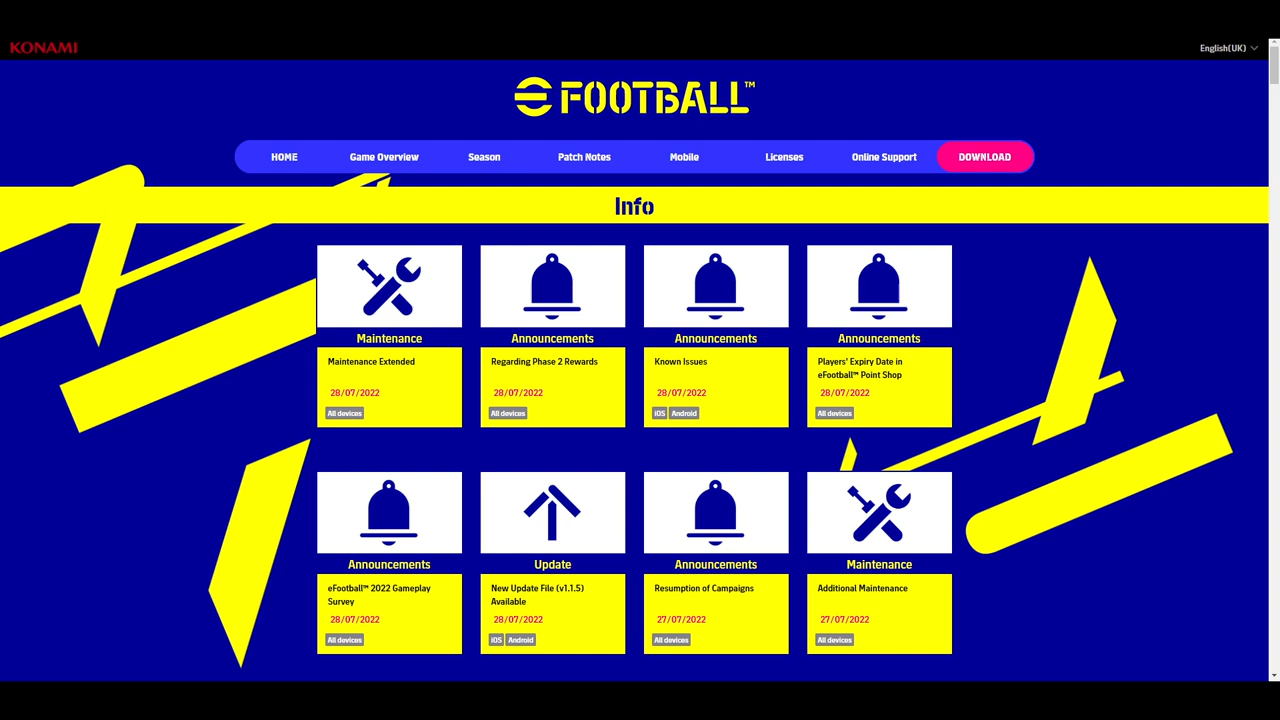 KONAMI
English(UK)
FOOTBALL™
HOME Game Overview Season Patch Notes Mobile Licenses Online Support DOWNLOAD
Info
Maintenance
Maintenance Extended
28/07/2022
All devices
Announcements
Regarding Phase 2 Rewards
28/07/2022
All devices
Announcements
Known Issues
28/07/2022
iOS Android
Announcements
Players' Expiry Date in
eFootball™ Point Shop
28/07/2022
All devices
Announcements
eFootball™ 2022 Gameplay
Survey
28/07/2022
All devices
Update
New Update File (v1.1.5)
Available
28/07/2022
iOS Android
Announcements
Resumption of Campaigns
27/07/2022
All devices
Maintenance
Additional Maintenance
27/07/2022
All devices